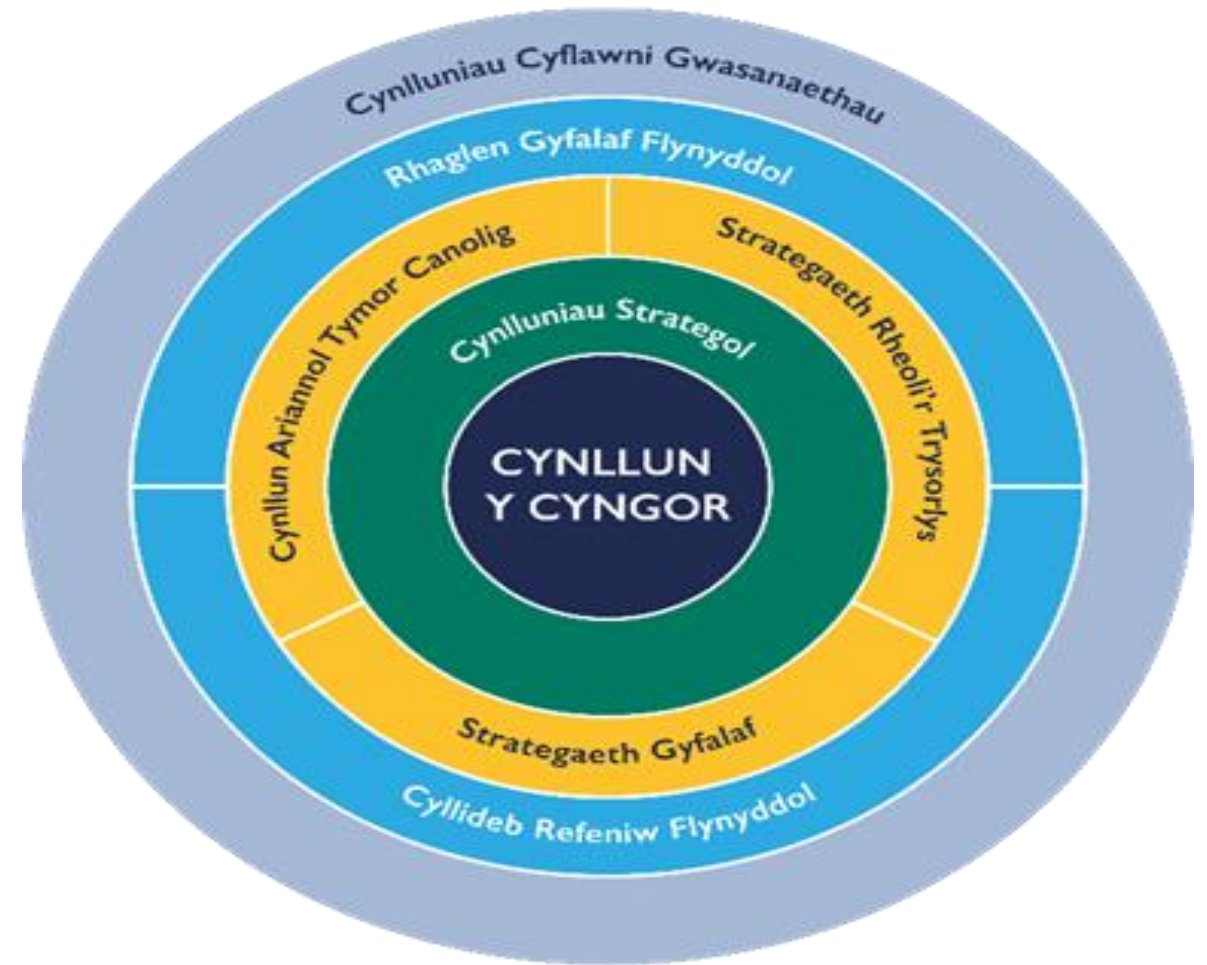 Cynlluniau Cyflawni Gwasanaethau
Rhaglen Gyfalaf Flynyddol
Cynllun Ariannol Tymor Canolig
Strategaeth Rheoli'r Trysorlys
Cynlluniau Strategol
CYNLLUN
Y CYNGOR
Strategaeth Gyfalaf
Cyllideb Refeniw Flynyddol